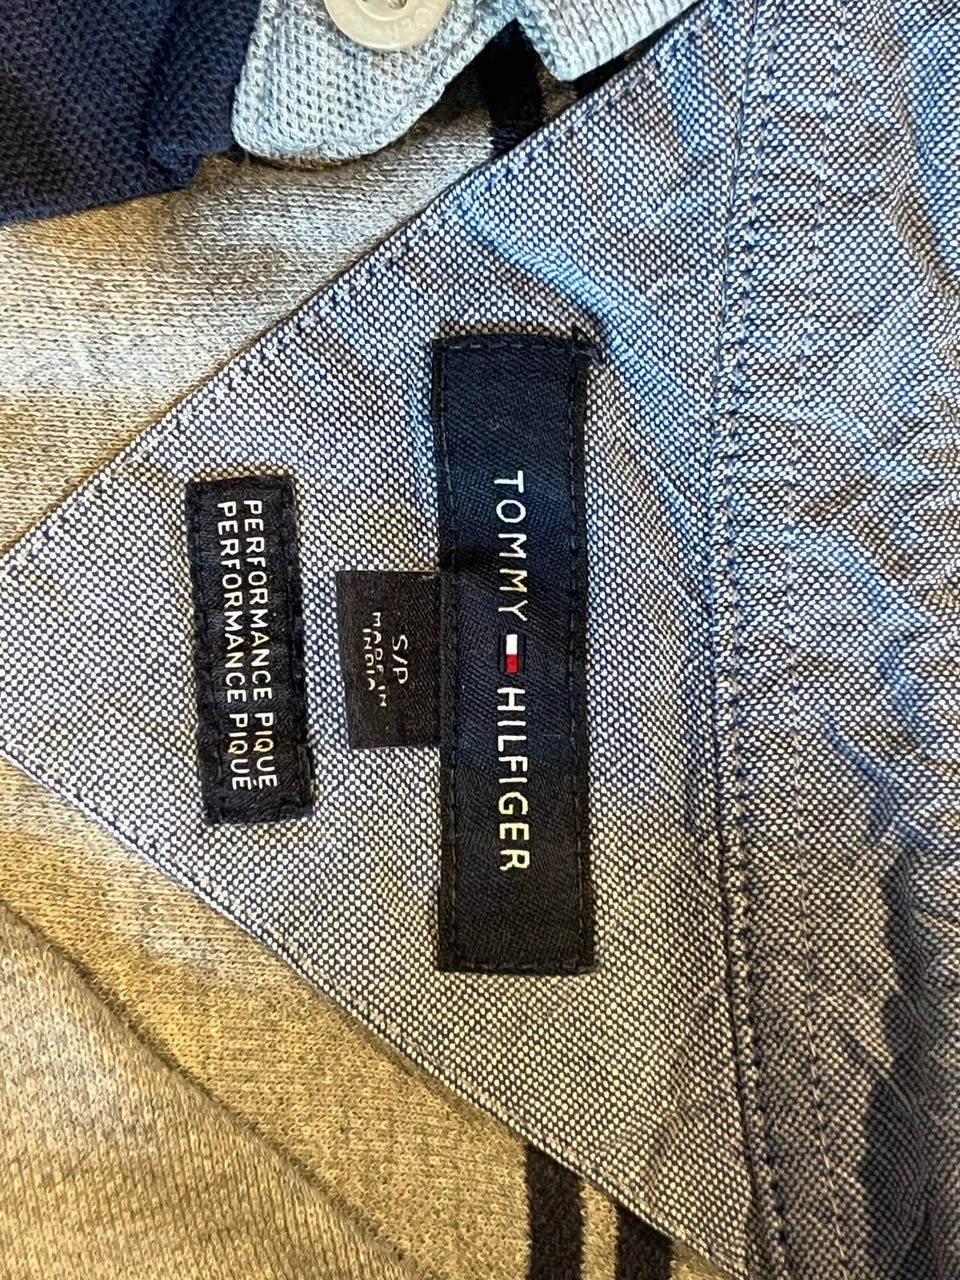 TOMMY HILFIGER
S/P
MADE IN
INDIA
PERFORMANCE PIQUE
PERFORMANCE PIQUE